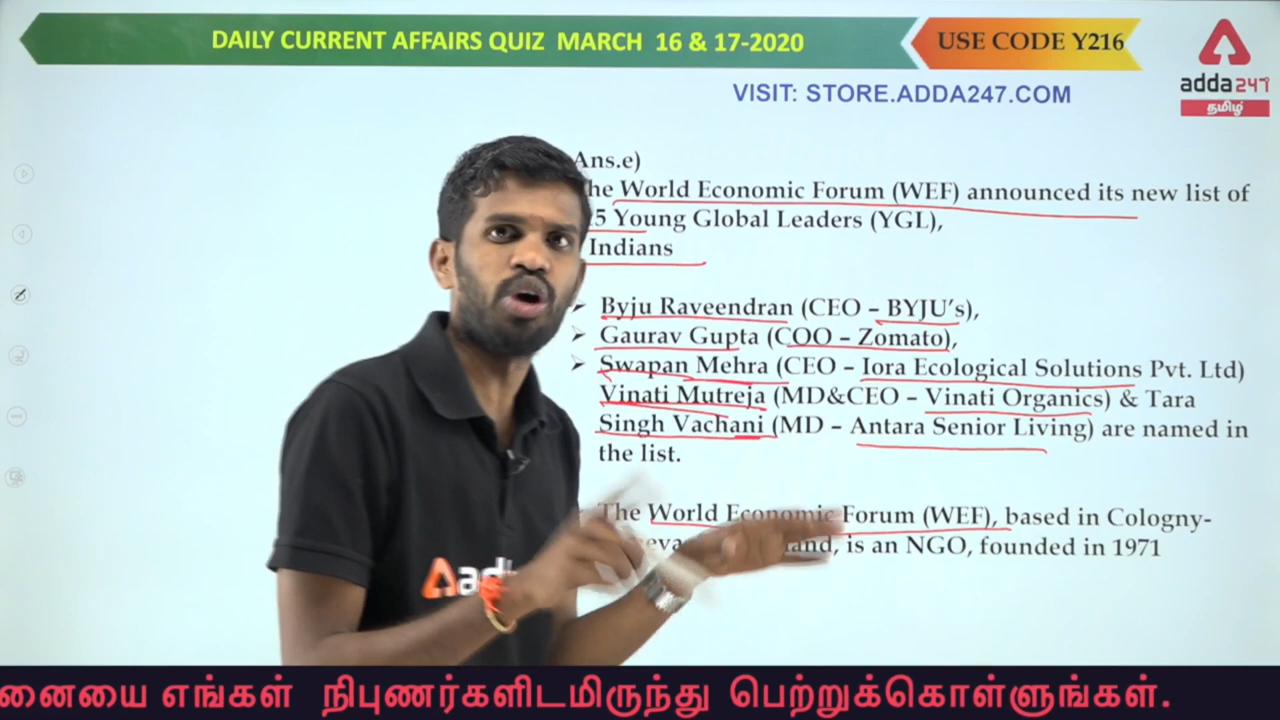 DAILY CURRENT AFFAIRS QUIZ MARCH 16 & 17-2020
USE CODE Y216
adda247
தமிழ்
VISIT: STORE.ADDA247.COM
Ans.e)
World Economic Forum (WEF) announced its new list of
Young Global Leaders (YGL),
Indians
➤ Byju Raveendran (CEO – BYJU's),
➤ Gaurav Gupta (COO – Zomato),
➤ Swapan Mehra (CEO – Iora Ecological Solutions Pvt. Ltd)
Vinati Mutreja (MD&CEO – Vinati Organics) & Tara
Singh Vachani (MD – Antara Senior Living) are named in
the list.
The World Economic Forum (WEF), based in Cologny-
is an NGO, founded in 1971
எங்கள் நிபுணர்களிடமிருந்து பெற்றுக்கொள்ளுங்கள்.